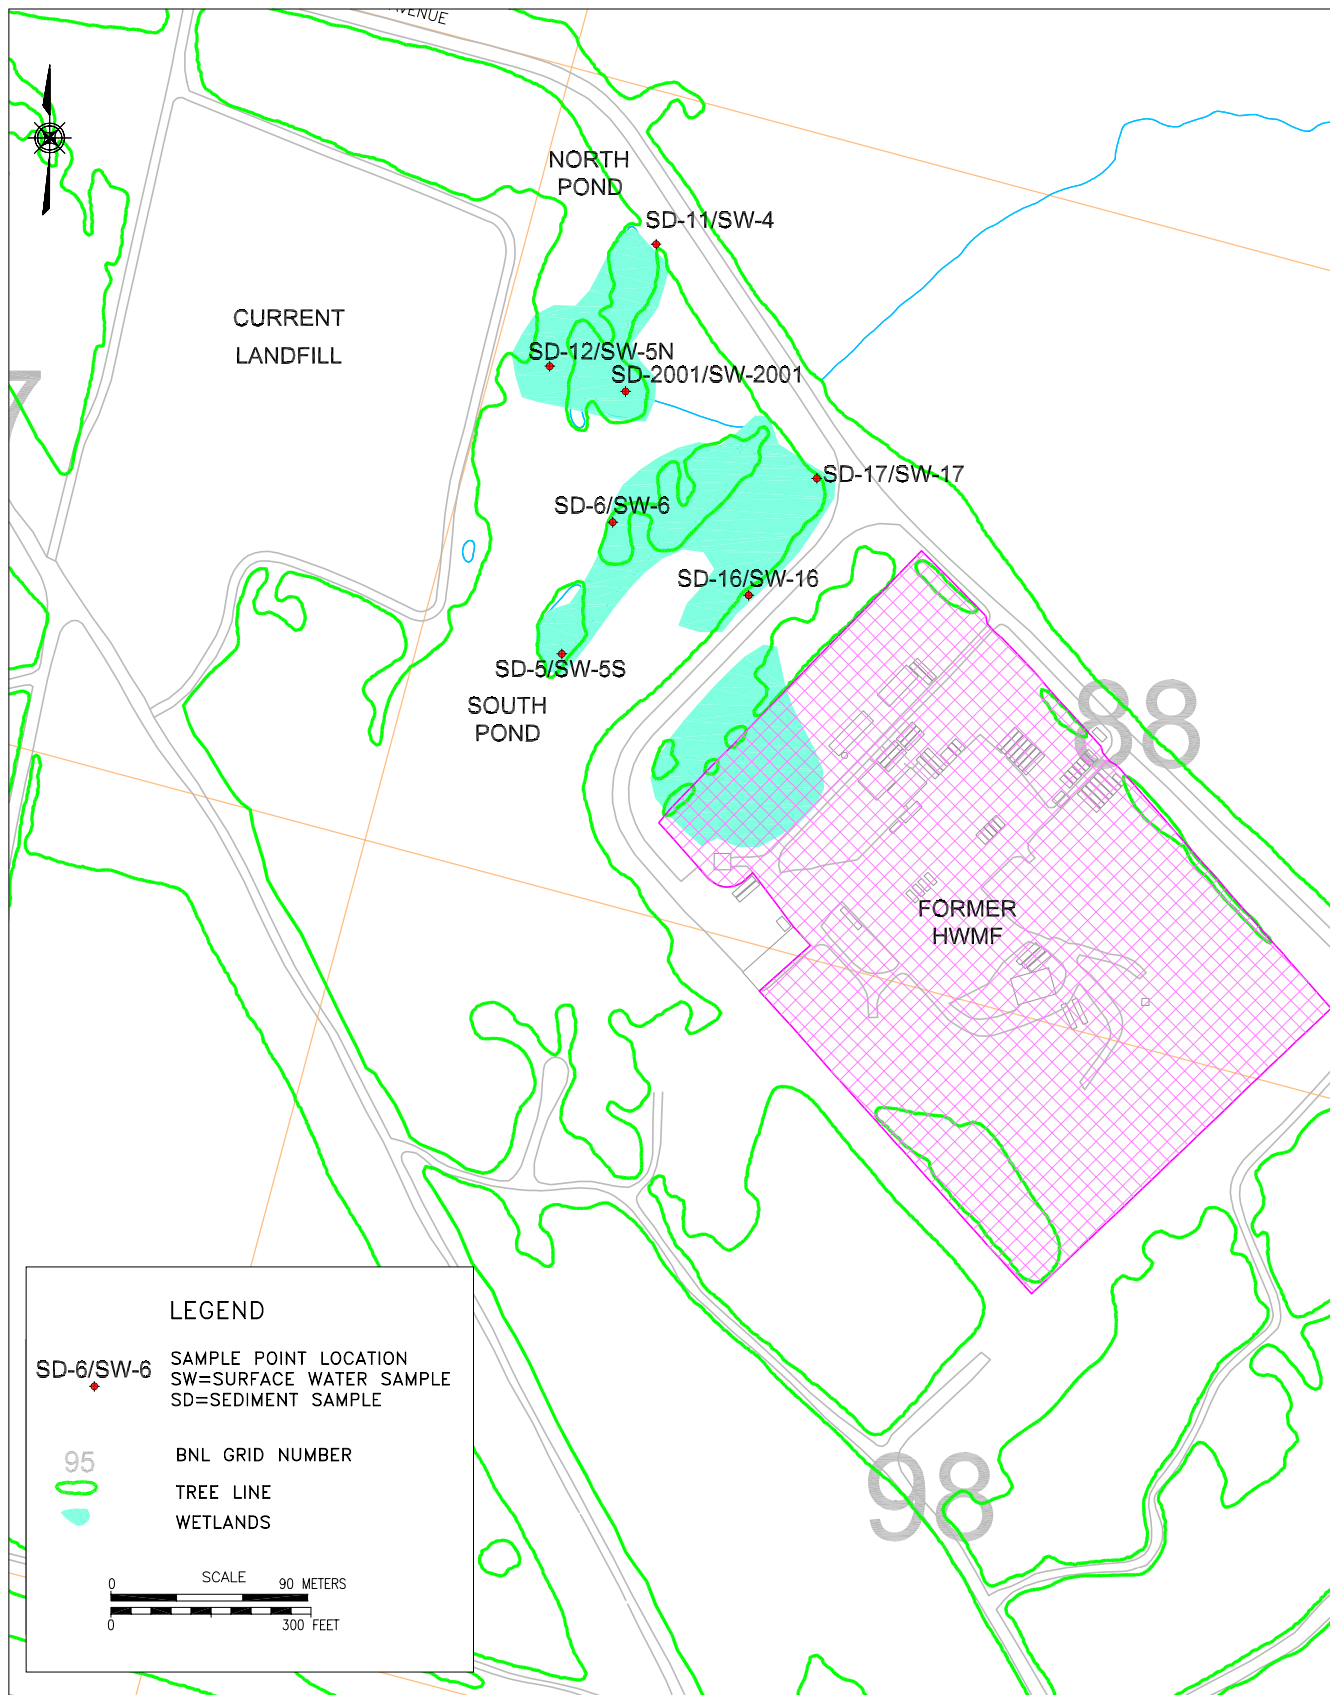 AVENUE
NORTH
POND
SD-11/SW-4
CURRENT
LANDFILL
SD-12/SW-5N
SD-2001/SW-2001
7
SD-17/SW-17
SD-6/SW-6
SD-16/SW-16
SD-5/SW-5S
SOUTH
POND
88
FORMER
HWMF
98
LEGEND
SD-6/SW-6
SAMPLE POINT LOCATION
SW=SURFACE WATER SAMPLE
SD=SEDIMENT SAMPLE
95
BNL GRID NUMBER
TREE LINE
WETLANDS
SCALE
0 90 METERS
0 300 FEET